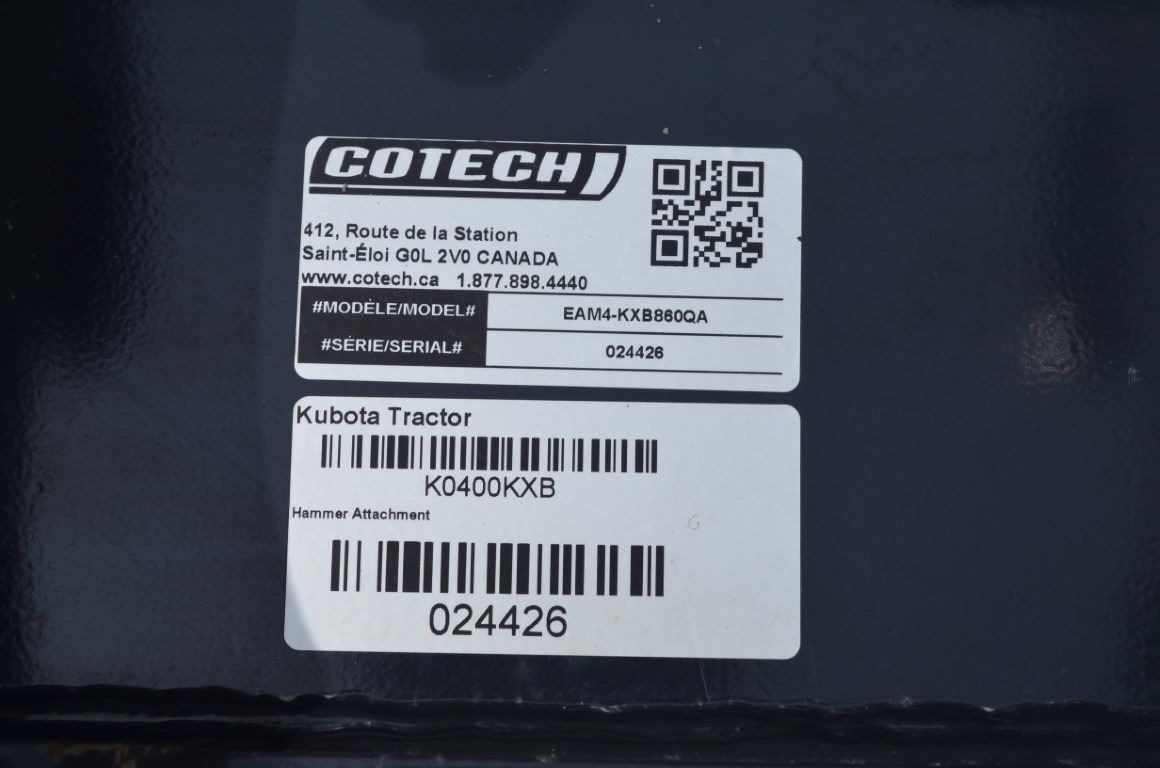 COTECH
412, Route de la Station
Saint-Éloi G0L 2V0 CANADA
www.cotech.ca 1.877.898.4440
#MODÈLE/MODEL# EAM4-KXB860QA
#SÉRIE/SERIAL# 024426
Kubota Tractor
K0400KXB
Hammer Attachment
024426